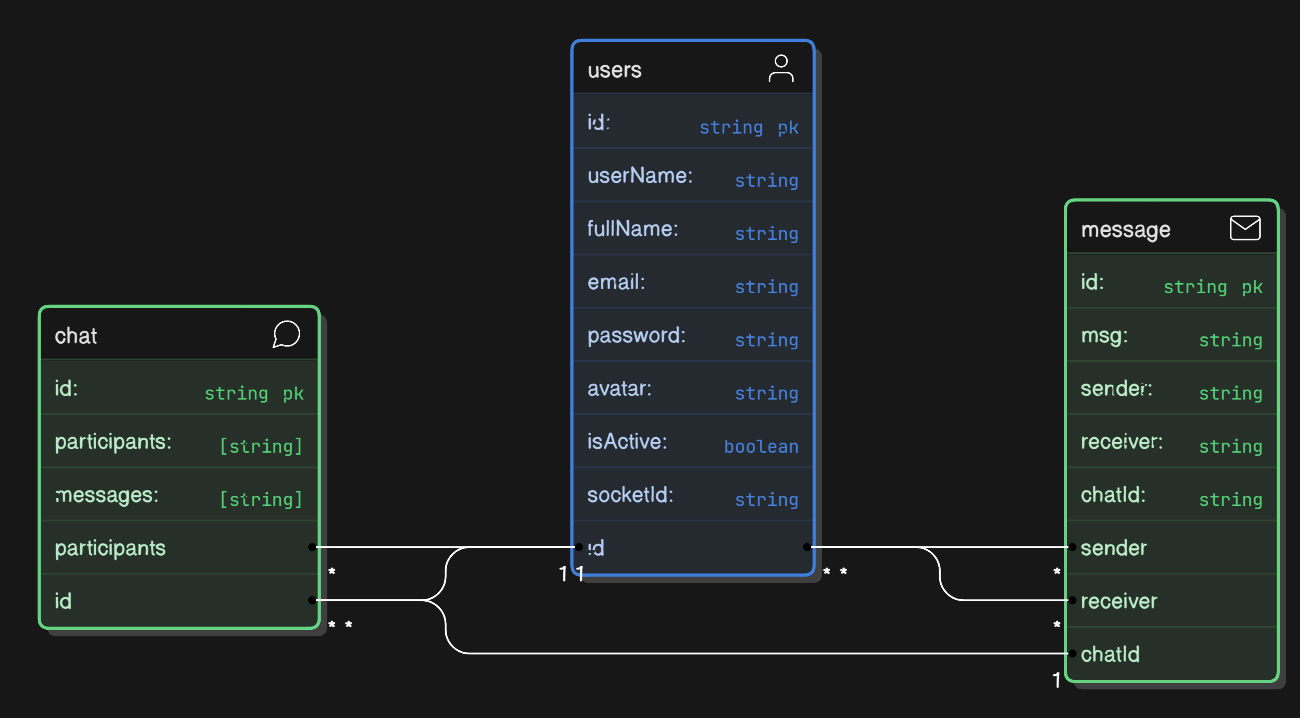 users
id: string pk
userName: string
fullName: string
email: string
password: string
avatar: string
isActive: boolean
socketId: string
id
1 1
* *
chat
id: string pk
participants: [string]
messages: [string]
participants
*
id
* *
message
id: string pk
msg: string
sender: string
receiver: string
chatId: string
sender
*
receiver
*
chatId
1